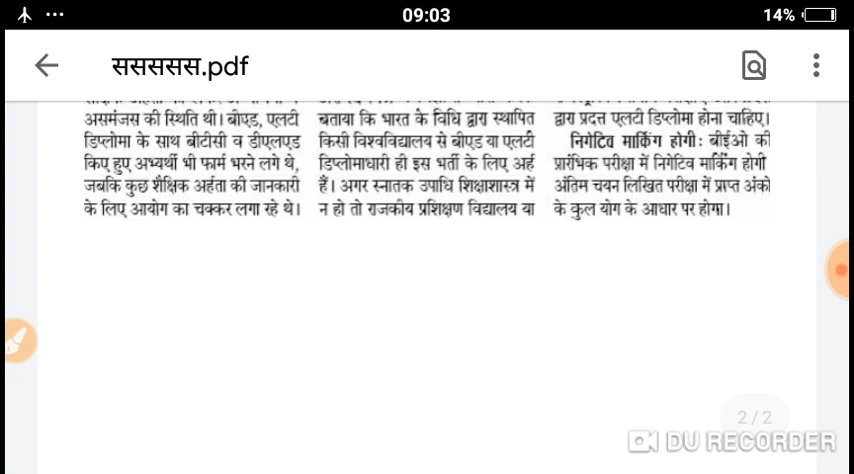 09:03
14%
सससससस.pdf
असमंजस की स्थिति थी। बीएड, एलटी
डिप्लोमा के साथ बीटीसी व डीएलएड
किए हुए अभ्यर्थी भी फार्म भरने लगे थे,
जबकि कुछ शैक्षिक अर्हता की जानकारी
के लिए आयोग का चक्कर लगा रहे थे।
बताया कि भारत के विधि द्वारा स्थापित
किसी विश्वविद्यालय से बीएड या एलटी
डिप्लोमाधारी ही इस भर्ती के लिए अर्ह
हैं। अगर स्नातक उपाधि शिक्षाशास्त्र में
न हो तो राजकीय प्रशिक्षण विद्यालय या
द्वारा प्रदत्त एलटी डिप्लोमा होना चाहिए।
निगेटिव मार्किंग होगी: बीईओ की
प्रारंभिक परीक्षा में निगेटिव मार्किंग होगी
अंतिम चयन लिखित परीक्षा में प्राप्त अंको
के कुल योग के आधार पर होगा।
2/2
DU RECORDER